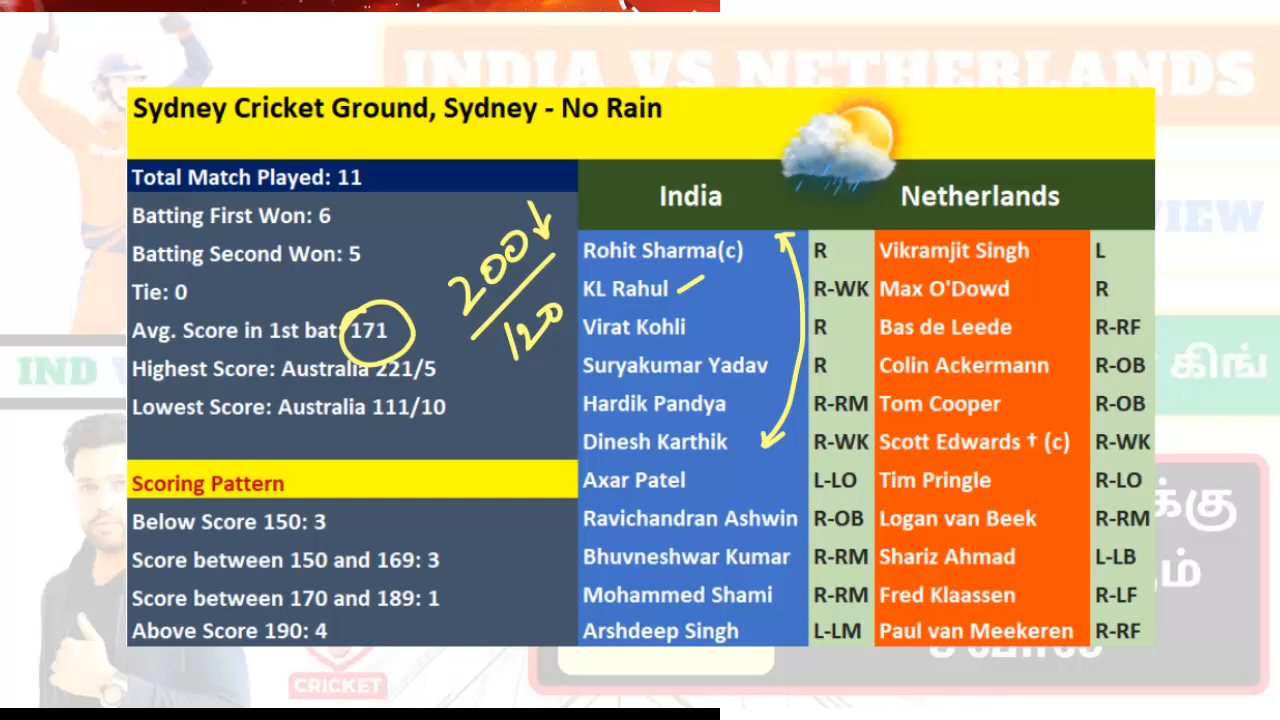 INDIA VS NETHERLANDS
Sydney Cricket Ground, Sydney - No Rain
Total Match Played: 11
Batting First Won: 6
Batting Second Won: 5
Tie: 0
Avg. Score in 1st bat: 171
Highest Score: Australia 221/5
Lowest Score: Australia 111/10
200
120
Scoring Pattern
Below Score 150: 3
Score between 150 and 169: 3
Score between 170 and 189: 1
Above Score 190: 4
India Netherlands
Rohit Sharma(c) R Vikramjit Singh L
KL Rahul R-WK Max O'Dowd R
Virat Kohli R Bas de Leede R-RF
Suryakumar Yadav R Colin Ackermann R-OB
Hardik Pandya R-RM Tom Cooper R-OB
Dinesh Karthik R-WK Scott Edwards † (c) R-WK
Axar Patel L-LO Tim Pringle R-LO
Ravichandran Ashwin R-OB Logan van Beek R-RM
Bhuvneshwar Kumar R-RM Shariz Ahmad L-LB
Mohammed Shami R-RM Fred Klaassen R-LF
Arshdeep Singh L-LM Paul van Meekeren R-RF
IND
கிங்
CRICKET